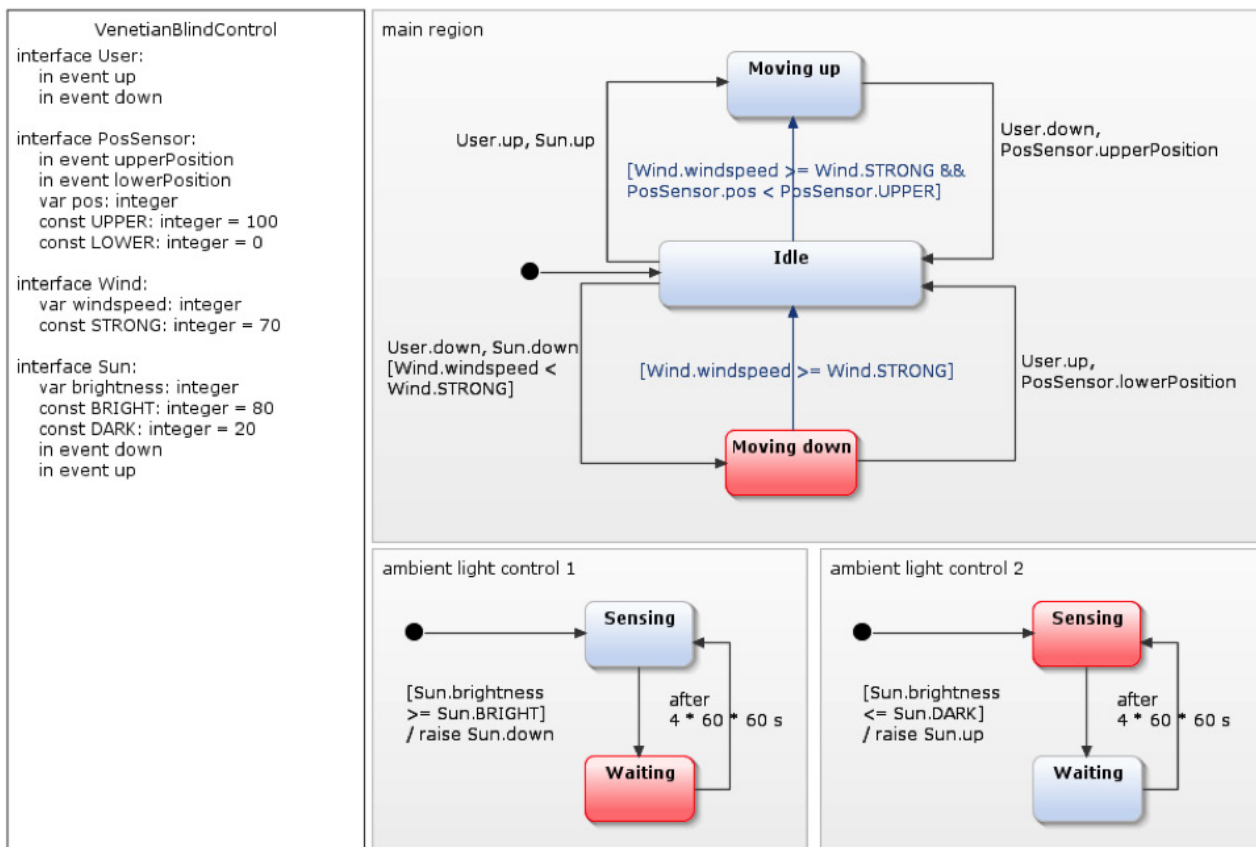 VenetianBlindControl
interface User:
in event up
in event down
interface PosSensor:
in event upperPosition
in event lowerPosition
var pos: integer
const UPPER: integer = 100
const LOWER: integer = 0
interface Wind:
var windspeed: integer
const STRONG: integer = 70
interface Sun:
var brightness: integer
const BRIGHT: integer = 80
const DARK: integer = 20
in event down
in event up
main region
Moving up
User.up, Sun.up
[Wind.windspeed >= Wind.STRONG &&
PosSensor.pos < PosSensor.UPPER]
User.down,
PosSensor.upperPosition
Idle
User.down, Sun.down
[Wind.windspeed <
Wind.STRONG]
[Wind.windspeed >= Wind.STRONG]
User.up,
PosSensor.lowerPosition
Moving down
ambient light control 1
Sensing
[Sun.brightness
>= Sun.BRIGHT]
/ raise Sun.down
after
4 * 60 * 60 s
Waiting
ambient light control 2
Sensing
[Sun.brightness
<= Sun.DARK]
/ raise Sun.up
after
4 * 60 * 60 s
Waiting